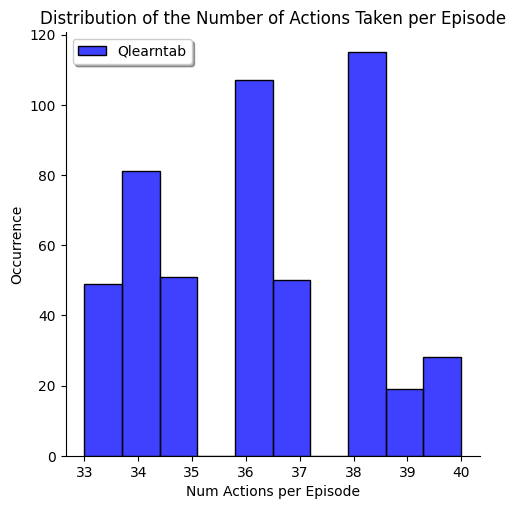 Distribution of the Number of Actions Taken per Episode
Qlearntab
120
100
80
60
40
20
0
Occurrence
33 34 35 36 37 38 39 40
Num Actions per Episode